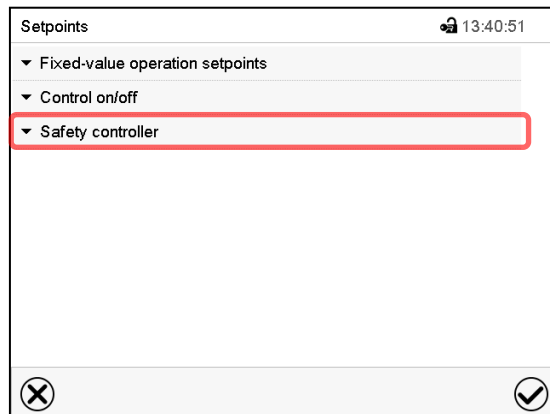 Setpoints 13:40:51
Fixed-value operation setpoints
Control on/off
Safety controller